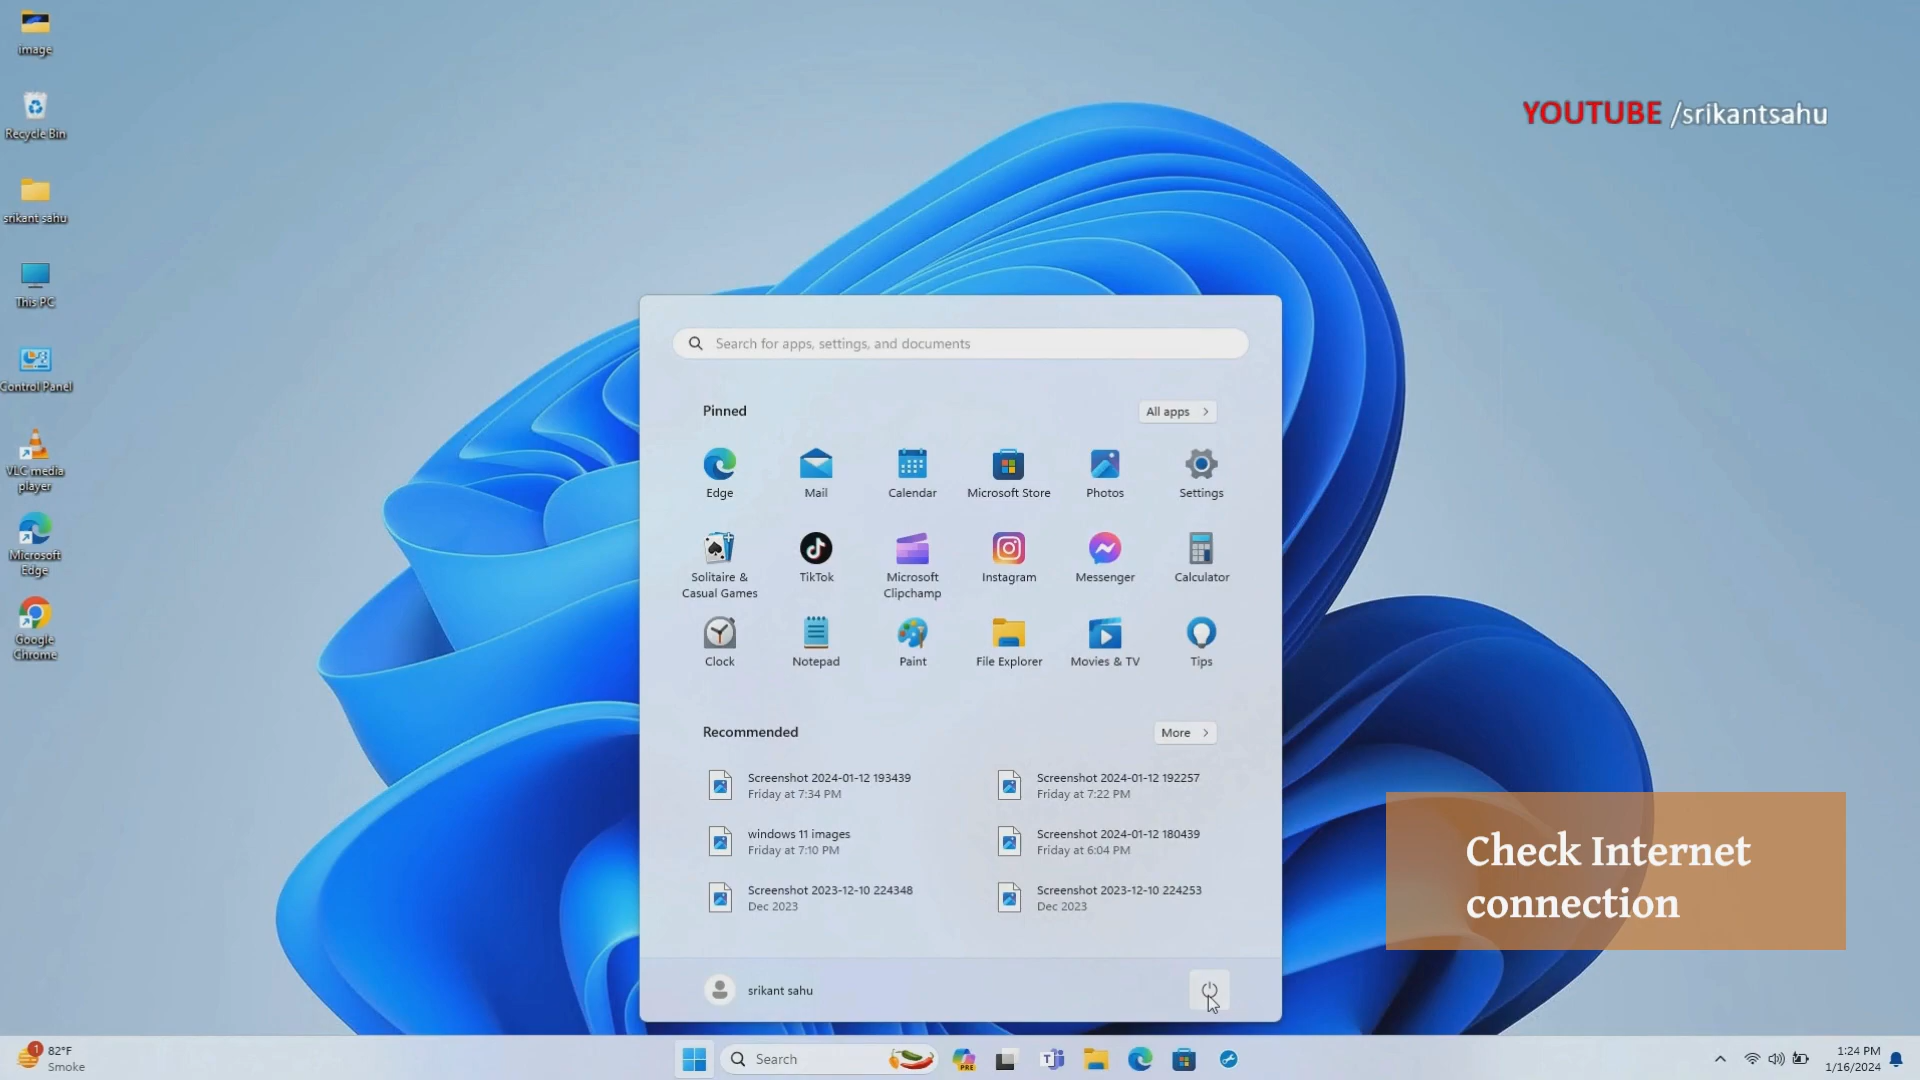 image
Recycle Bin
srikant sahu
This PC
Control Panel
VLC media
player
Microsoft
Edge
Google
Chrome
YOUTUBE /srikantsahu
Search for apps, settings, and documents
Pinned
All apps
Edge
Mail
Calendar
Microsoft Store
Photos
Settings
Solitaire &
Casual Games
TikTok
Microsoft
Clipchamp
Instagram
Messenger
Calculator
Clock
Notepad
Paint
File Explorer
Movies & TV
Tips
Recommended
More
Screenshot 2024-01-12 193439
Friday at 7:34 PM
Screenshot 2024-01-12 192257
Friday at 7:22 PM
windows 11 images
Friday at 7:10 PM
Screenshot 2024-01-12 180439
Friday at 6:04 PM
Screenshot 2023-12-10 224348
Dec 2023
Screenshot 2023-12-10 224253
Dec 2023
srikant sahu
Check Internet
connection
1
82°F
Smoke
Search
PRE
1:24 PM
1/16/2024